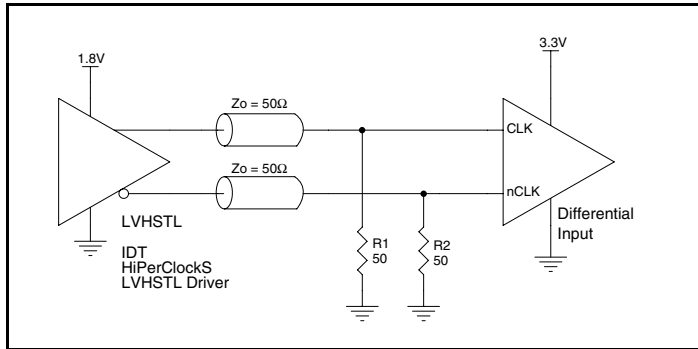 1.8V
3.3V
Zo = 50Ω
CLK
Zo = 50Ω
nCLK
LVHSTL
IDT
HiPerClockS
LVHSTL Driver
R1
50
R2
50
Differential
Input